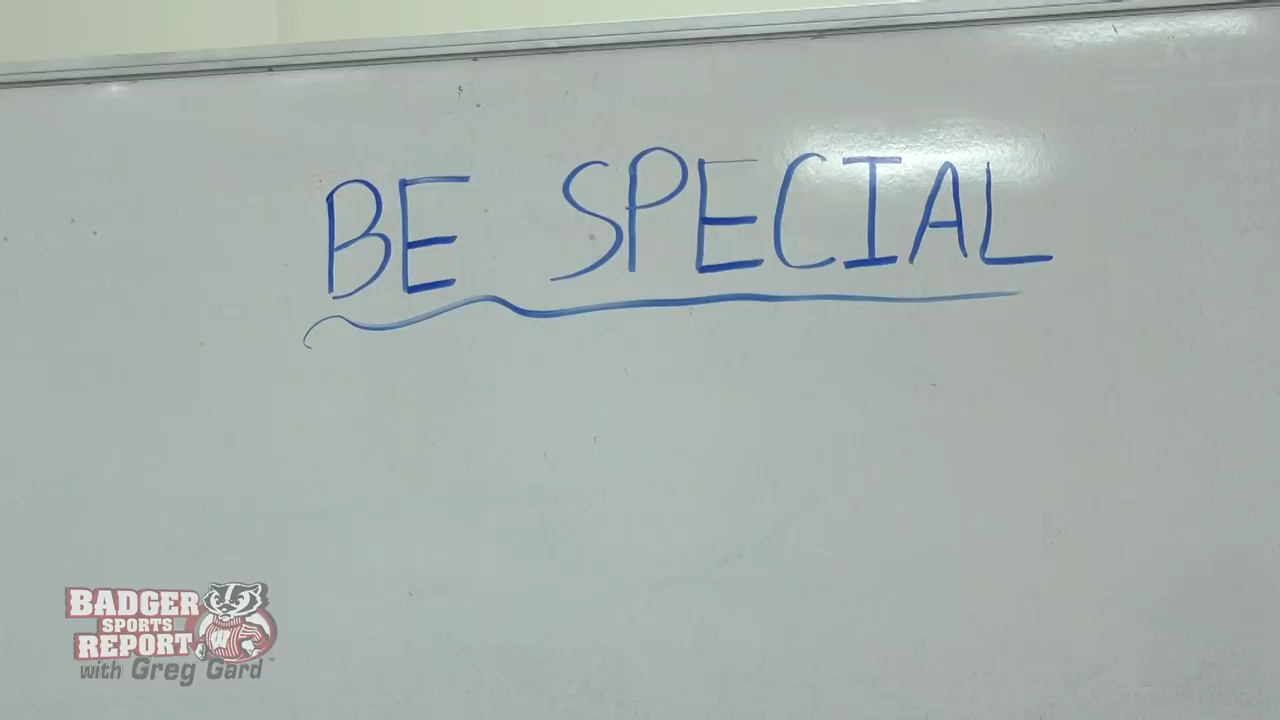 BE SPECIAL
BADGER
SPORTS
REPORT
W
with Greg Gard